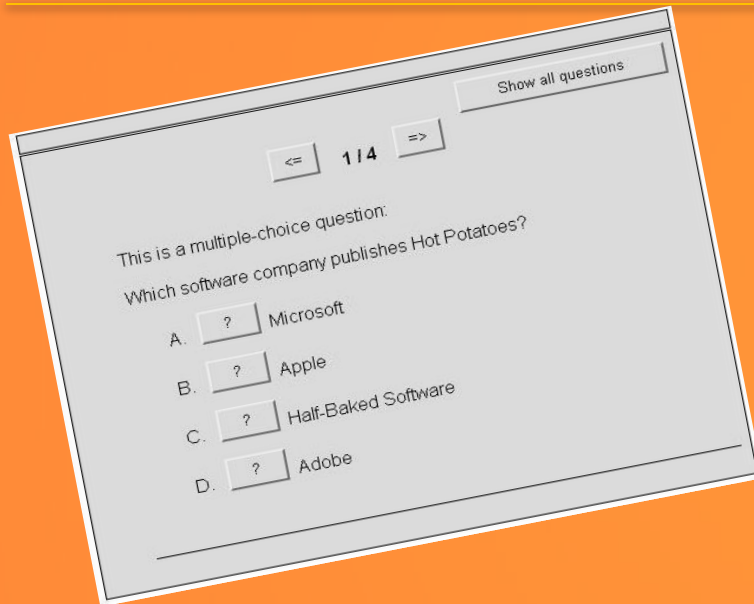 Show all questions
<= 1 / 4 =>
This is a multiple-choice question:
Which software company publishes Hot Potatoes?
A. ? Microsoft
B. ? Apple
C. ? Half-Baked Software
D. ? Adobe